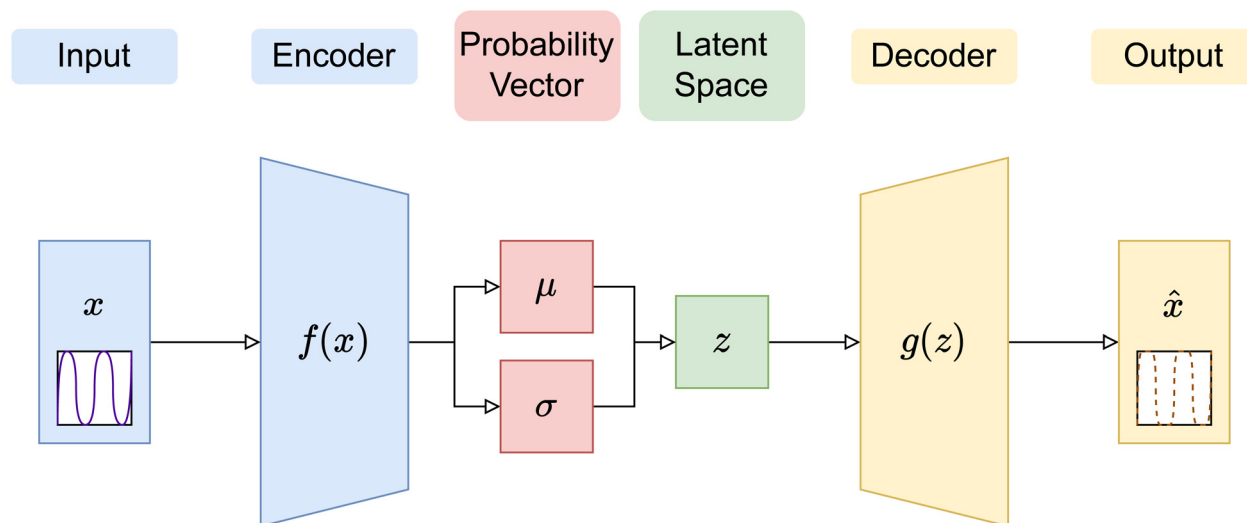 Input
Encoder
Probability
Vector
Latent
Space
Decoder
Output
x
f(x)
μ
σ
z
g(z)
x̂